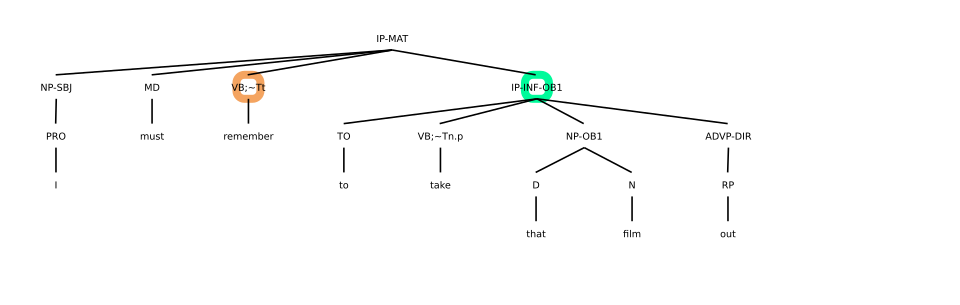 IP-MAT
NP-SBJ MD VB;~Tt IP-INF-OB1
PRO must remember TO VB;~Tn.p NP-OB1 ADVP-DIR
I to take D N RP
that film out